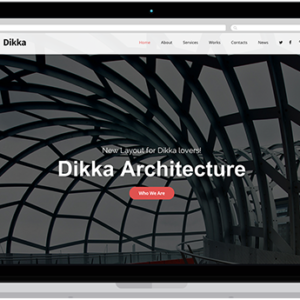 Dikka
Home About Services Works Contacts News
New Layout for Dikka lovers!
Dikka Architecture
Who We Are